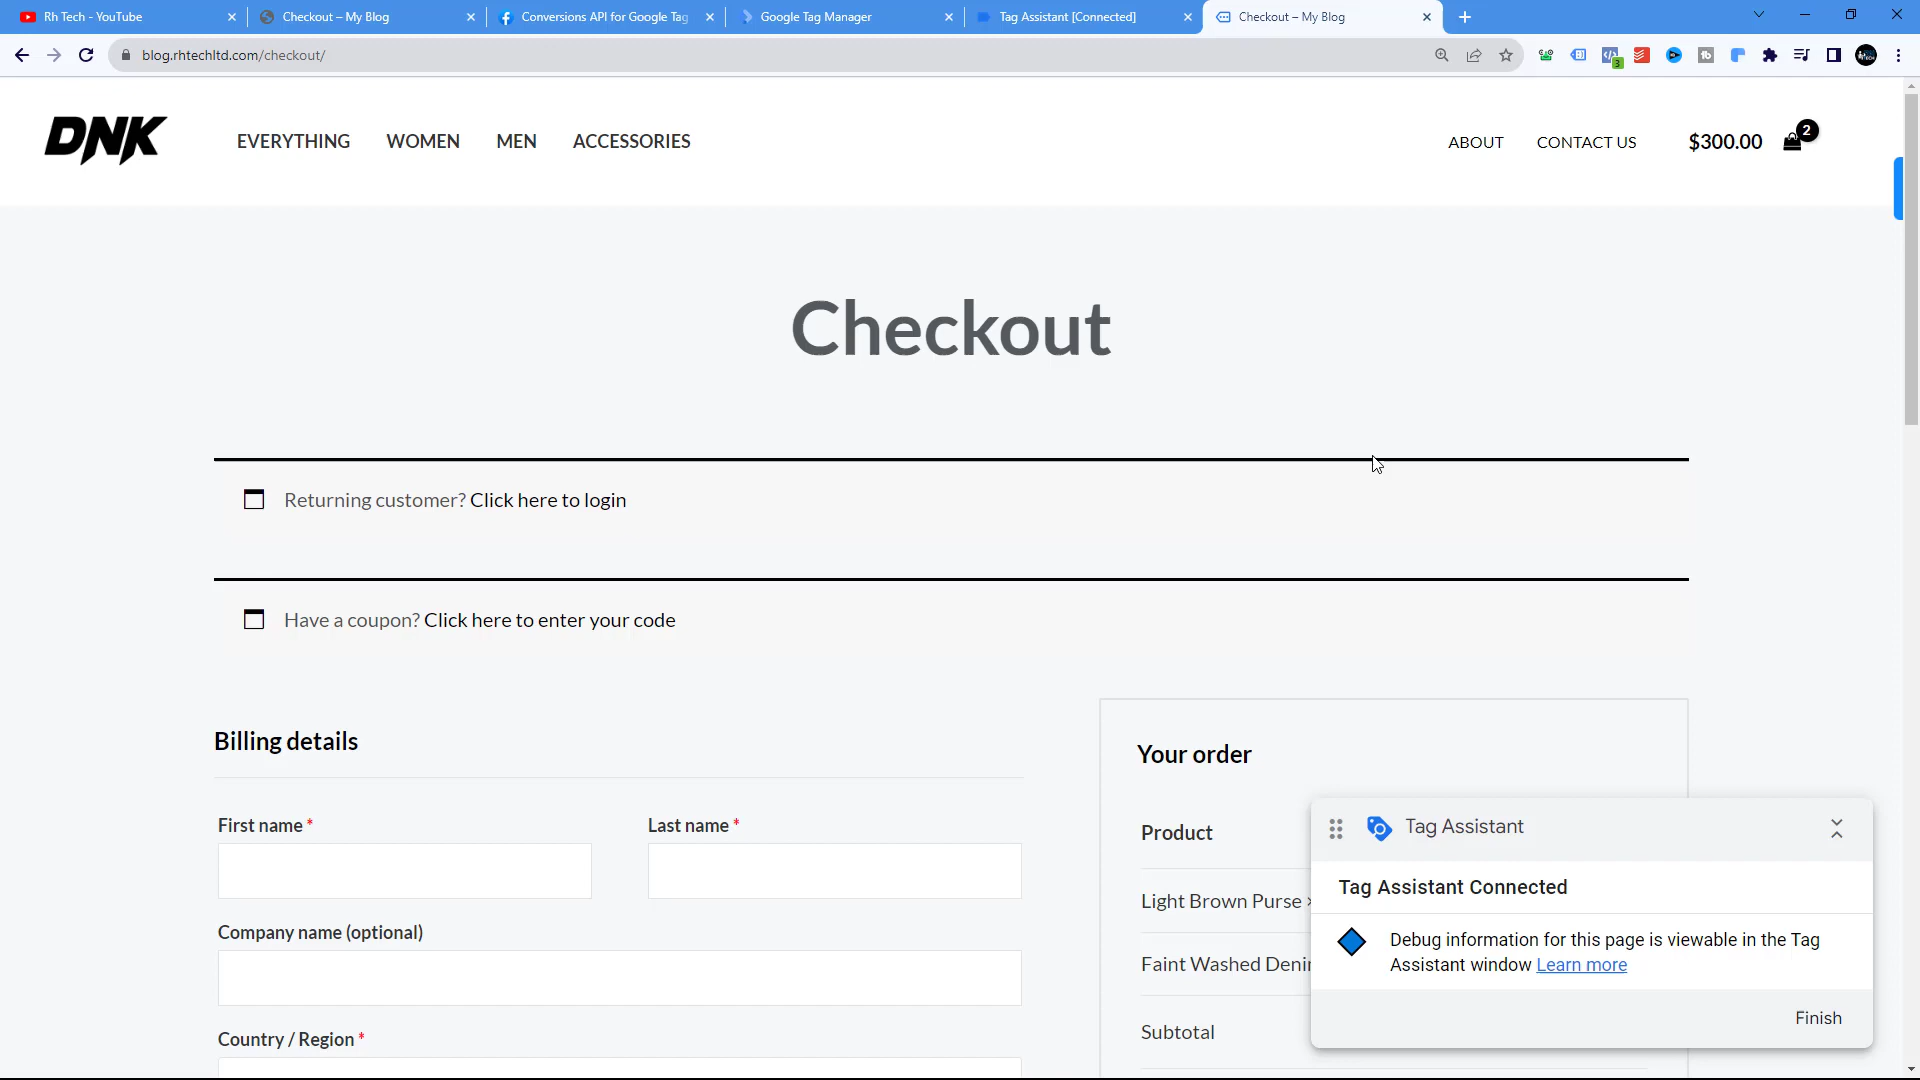 Rh Tech - YouTube
Checkout – My Blog
Conversions API for Google Tag
Google Tag Manager
Tag Assistant [Connected]
Checkout – My Blog
blog.rhtechltd.com/checkout/
3
DNK
EVERYTHING
WOMEN
MEN
ACCESSORIES
ABOUT
CONTACT US
$300.00
2
Checkout
Returning customer? Click here to login
Have a coupon? Click here to enter your code
Billing details
First name *
Last name *
Company name (optional)
Country / Region *
Your order
Product
Light Brown Purse ×
Faint Washed Deni
Subtotal
Tag Assistant
Tag Assistant Connected
Debug information for this page is viewable in the Tag
Assistant window Learn more
Finish